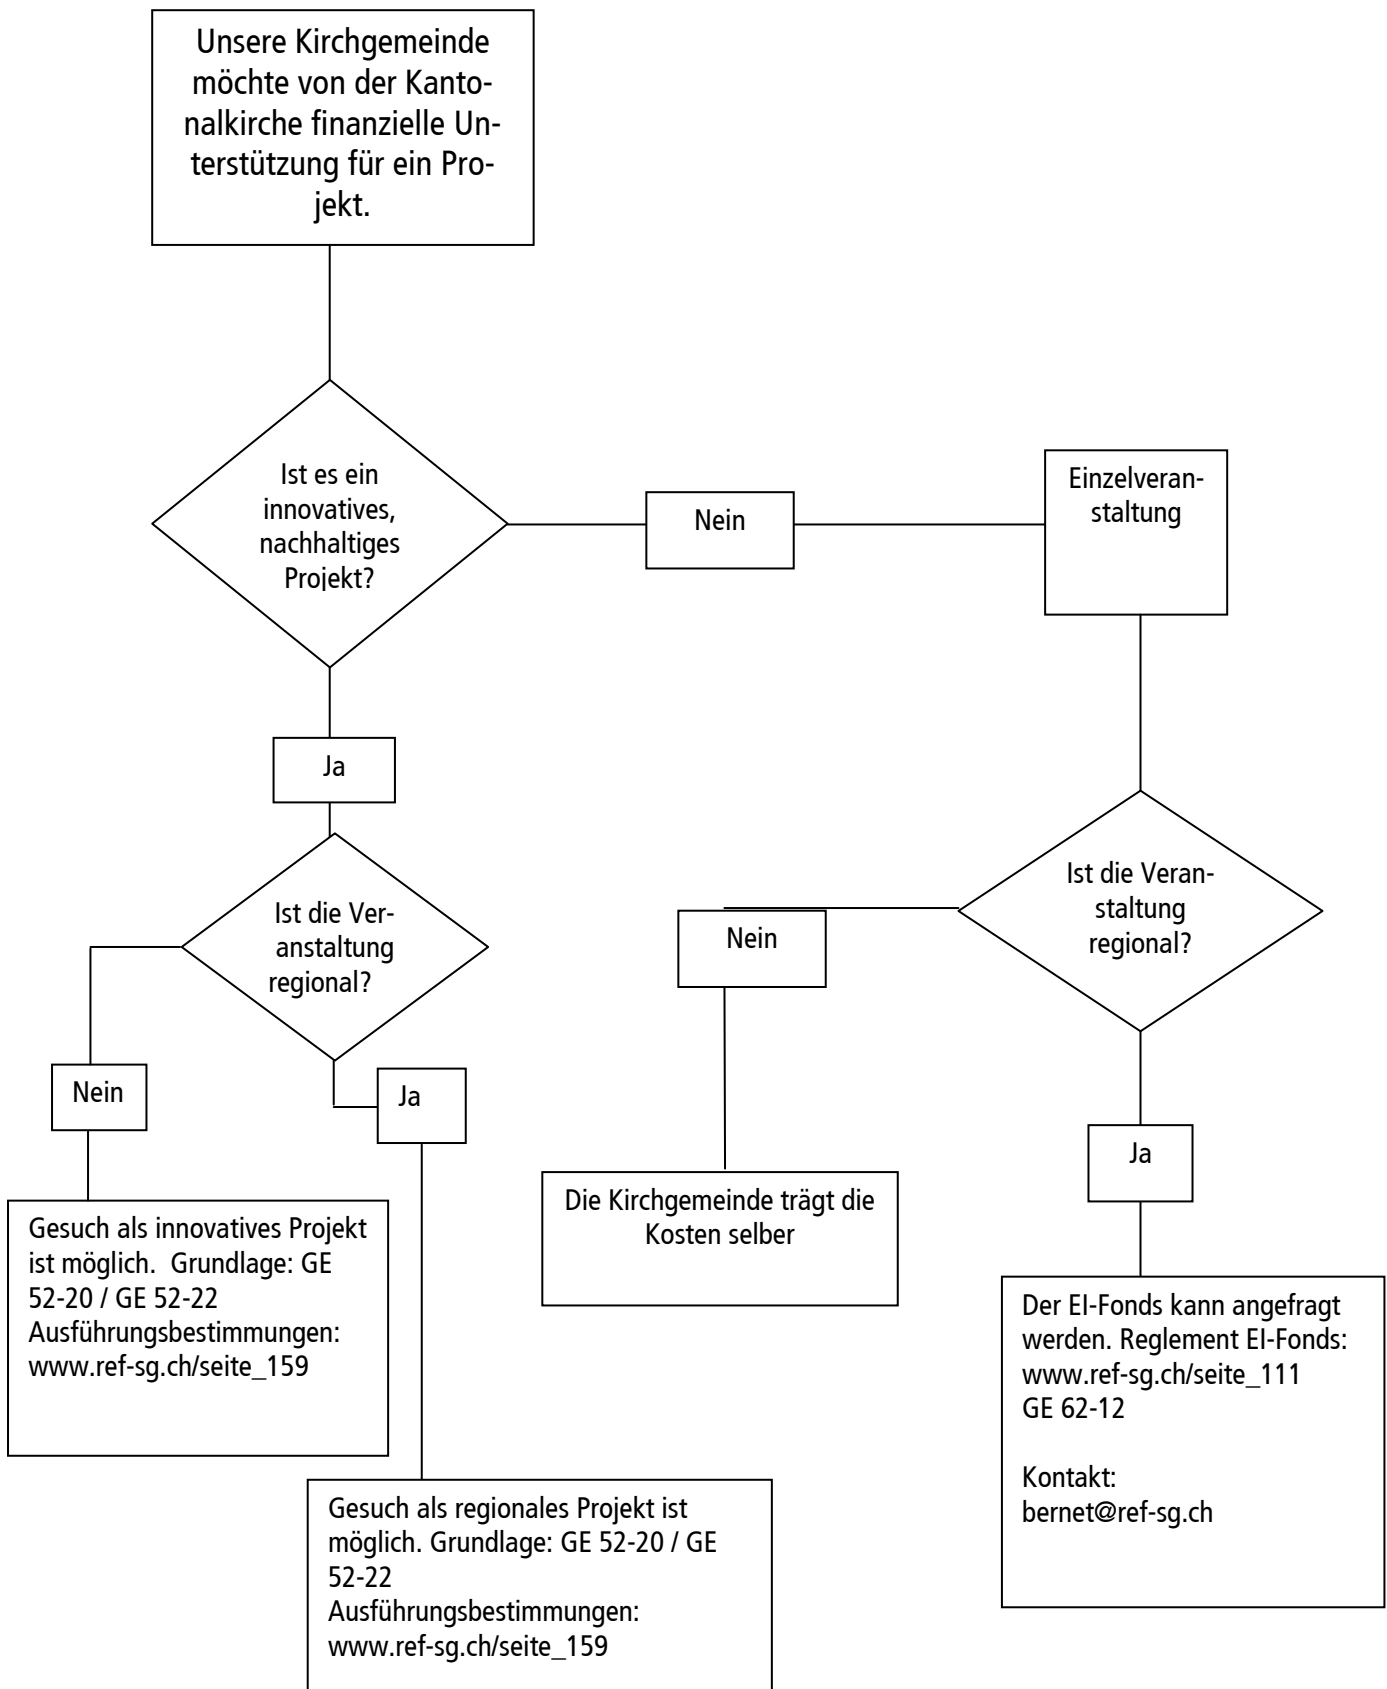 Unsere Kirchgemeinde
möchte von der Kanto-
nalkirche finanzielle Un-
terstützung für ein Pro-
jekt.
Ist es ein
innovatives,
nachhaltiges
Projekt?
Nein
Einzelveran-
staltung
Ja
Ist die Ver-
anstaltung
regional?
Nein
Ja
Ist die Veran-
staltung
regional?
Nein
Ja
Gesuch als innovatives Projekt
ist möglich.  Grundlage: GE
52-20 / GE 52-22
Ausführungsbestimmungen:
www.ref-sg.ch/seite_159
Die Kirchgemeinde trägt die
Kosten selber
Der EI-Fonds kann angefragt
werden. Reglement EI-Fonds:
www.ref-sg.ch/seite_111
GE 62-12
Kontakt:
bernet@ref-sg.ch
Gesuch als regionales Projekt ist
möglich. Grundlage: GE 52-20 / GE
52-22
Ausführungsbestimmungen:
www.ref-sg.ch/seite_159